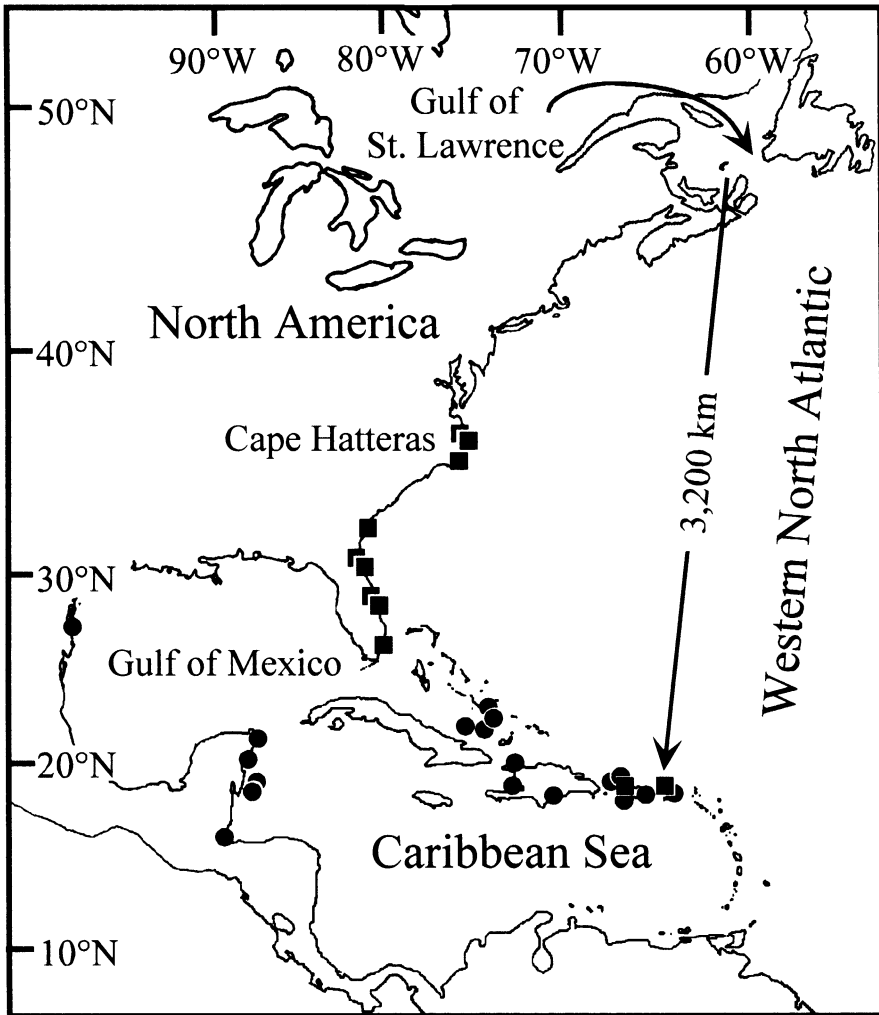 90°W
80°W
70°W
60°W
50°N
Gulf of
St. Lawrence
North America
40°N
Cape Hatteras
3,200 km
Western North Atlantic
30°N
Gulf of Mexico
20°N
Caribbean Sea
10°N